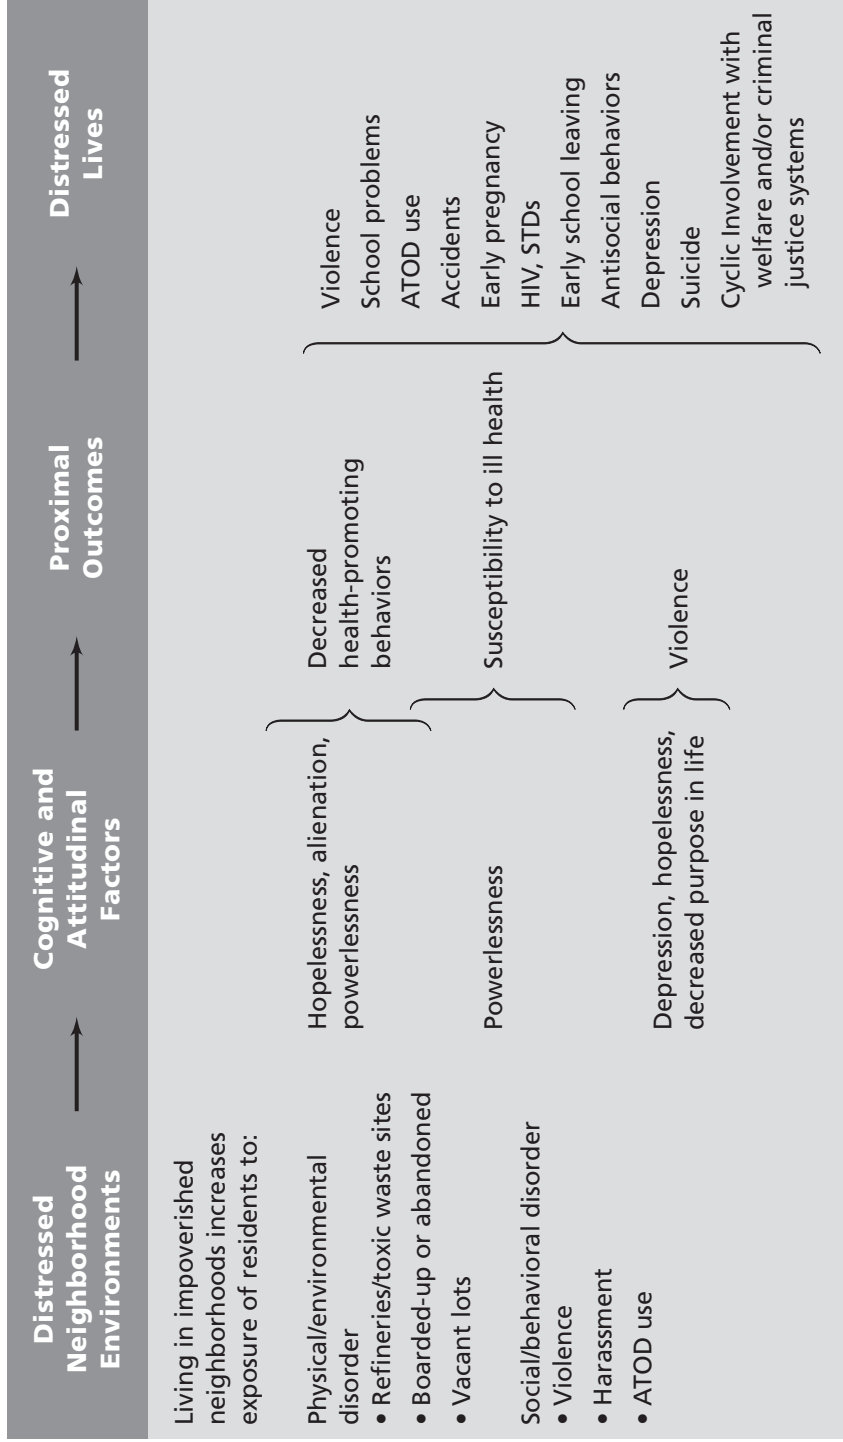 Distressed
Neighborhood
Environments
Cognitive and
Attitudinal
Factors
Proximal
Outcomes
Distressed
Lives
Living in impoverished
neighborhoods increases
exposure of residents to:
Physical/environmental
disorder
• Refineries/toxic waste sites
• Boarded-up or abandoned
• Vacant lots
Social/behavioral disorder
• Violence
• Harassment
• ATOD use
Hopelessness, alienation,
powerlessness
Powerlessness
Depression, hopelessness,
decreased purpose in life
Decreased
health-promoting
behaviors
Susceptibility to ill health
Violence
Violence
School problems
ATOD use
Accidents
Early pregnancy
HIV, STDs
Early school leaving
Antisocial behaviors
Depression
Suicide
Cyclic Involvement with
welfare and/or criminal
justice systems